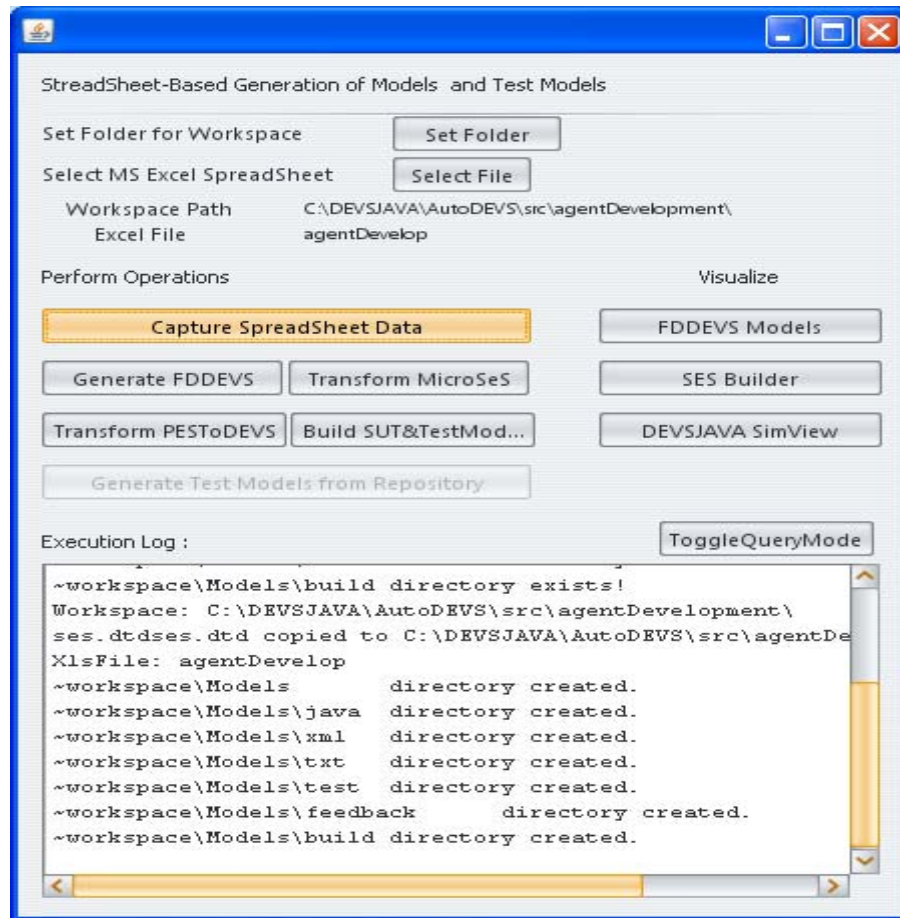 StreadSheet-Based Generation of Models and Test Models
Set Folder for Workspace Set Folder
Select MS Excel SpreadSheet Select File
Workspace Path C:\DEVSJAVA\AutoDEVS\src\agentDevelopment\
Excel File agentDevelop
Perform Operations Visualize
Capture SpreadSheet Data FDDEVS Models
Generate FDDEVS Transform MicroSeS SES Builder
Transform PESToDEVS Build SUT&TestMod... DEVSJAVA SimView
Generate Test Models from Repository
Execution Log : ToggleQueryMode
~workspace\Models\build directory exists!
Workspace: C:\DEVSJAVA\AutoDEVS\src\agentDevelopment\
ses.dtdses.dtd copied to C:\DEVSJAVA\AutoDEVS\src\agentDe
XlsFile: agentDevelop
~workspace\Models directory created.
~workspace\Models\java directory created.
~workspace\Models\xml directory created.
~workspace\Models\txt directory created.
~workspace\Models\test directory created.
~workspace\Models\feedback directory created.
~workspace\Models\build directory created.